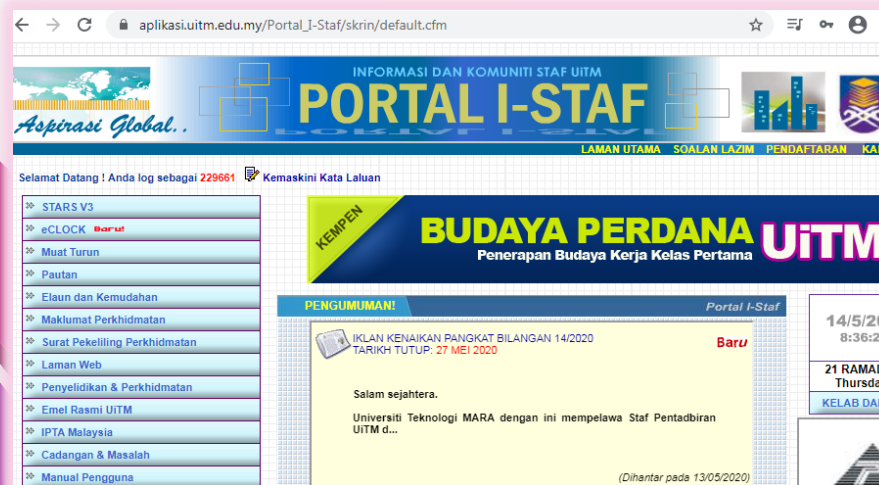 aplikasi.uitm.edu.my/Portal_I-Staf/skrin/default.cfm
Aspirasi Global..
INFORMASI DAN KOMUNITI STAF UiTM
PORTAL I-STAF
LAMAN UTAMA SOALAN LAZIM PENDAFTARAN
Selamat Datang ! Anda log sebagai 229661 Kemaskini Kata Laluan
STARS V3
eCLOCK Baru!
Muat Turun
Pautan
Elaun dan Kemudahan
Maklumat Perkhidmatan
Surat Pekeliling Perkhidmatan
Laman Web
Penyelidikan & Perkhidmatan
Emel Rasmi UiTM
IPTA Malaysia
Cadangan & Masalah
Manual Pengguna
KEMPEN
BUDAYA PERDANA UiTM
Penerapan Budaya Kerja Kelas Pertama
PENGUMUMAN! Portal I-Staf
IKLAN KENAIKAN PANGKAT BILANGAN 14/2020
TARIKH TUTUP: 27 MEI 2020
Baru
Salam sejahtera.
Universiti Teknologi MARA dengan ini mempelawa Staf Pentadbiran
UiTM d...
(Dihantar pada 13/05/2020)
14/5/20
8:36:2
21 RAMA
Thursda
KELAB DA